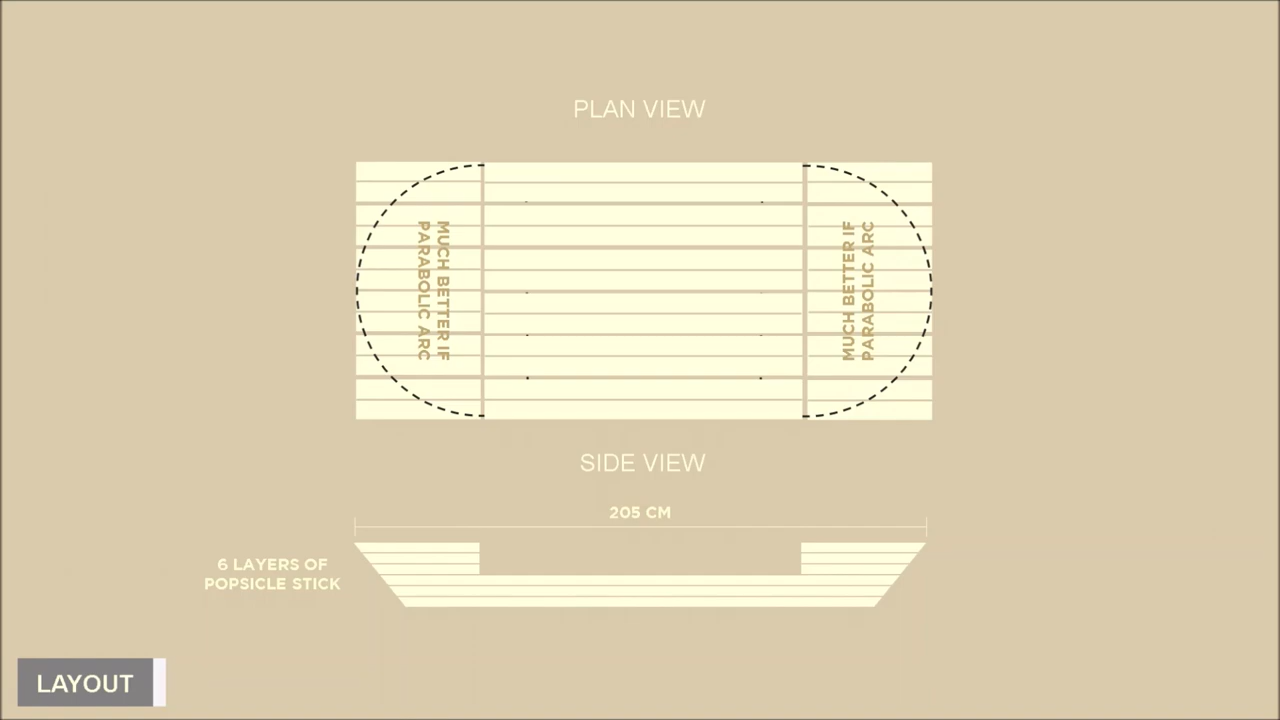 PLAN VIEW
MUCH BETTER IF
PARABOLIC ARC
MUCH BETTER IF
PARABOLIC ARC
SIDE VIEW
205 CM
6 LAYERS OF
POPSICLE STICK
LAYOUT